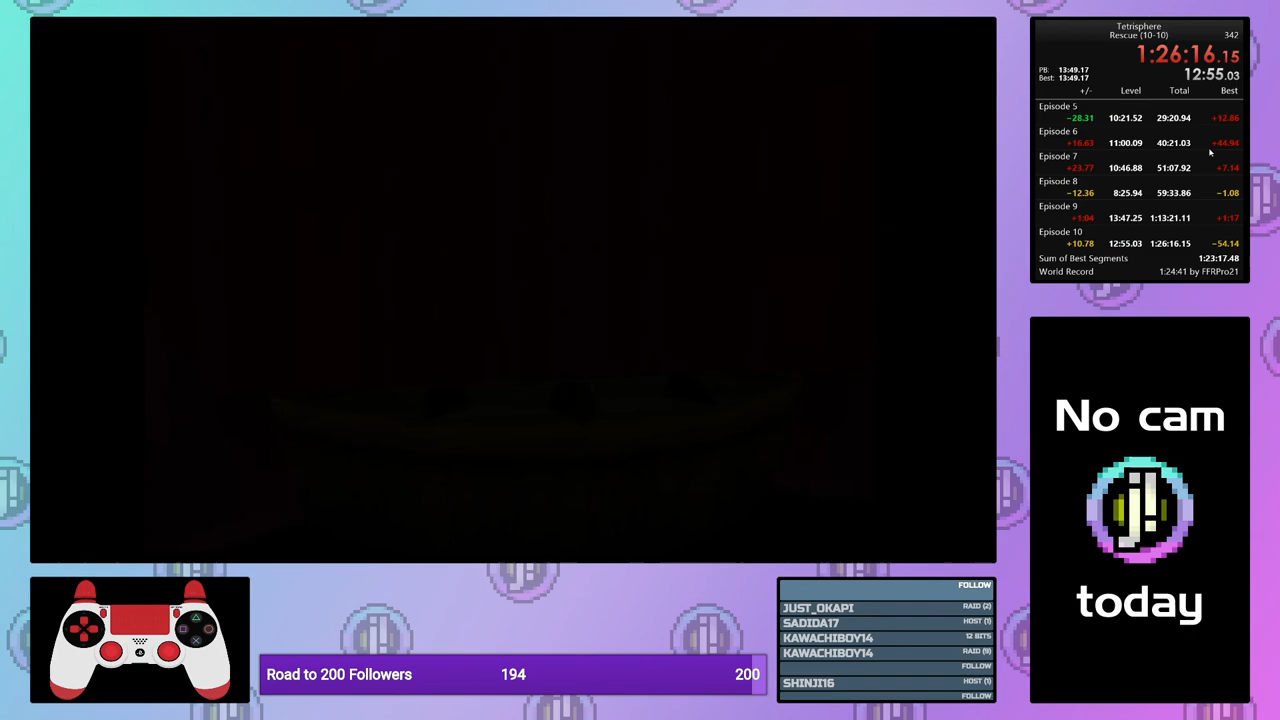 Tetrisphere
Rescue (10-10) 342
1:26:16.15
PB: 13:49.17
Best: 13:49.17
12:55.03
+/- Level Total Best
Episode 5
−28.31 10:21.52 29:20.94 +12.86
Episode 6
+16.63 11:00.09 40:21.03 +44.94
Episode 7
+23.77 10:46.88 51:07.92 +7.14
Episode 8
−12.36 8:25.94 59:33.86 −1.08
Episode 9
+1:04 13:47.25 1:13:21.11 +1:17
Episode 10
+10.78 12:55.03 1:26:16.15 −54.14
Sum of Best Segments 1:23:17.48
World Record 1:24:41 by FFRPro21
No cam
today
Road to 200 Followers 194 200
FOLLOW
JUST_OKAPI RAID (2)
SADIDA17 HOST (1)
KAWACHIBOY14 12 BITS
KAWACHIBOY14 RAID (9)
FOLLOW
SHINJI16 HOST (1)
FOLLOW